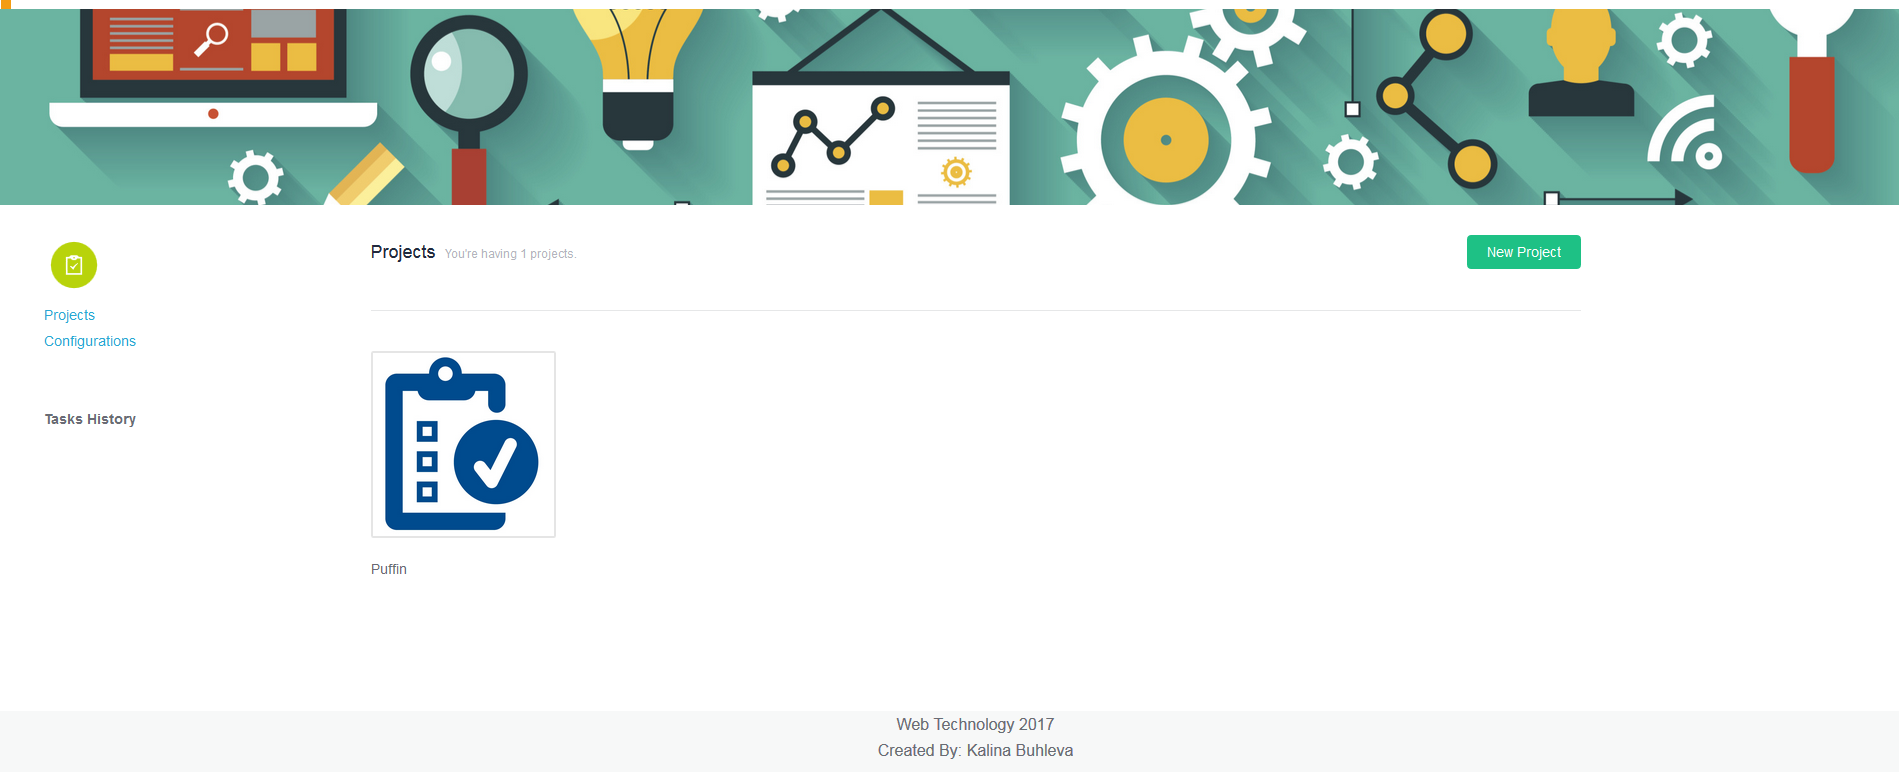 Projects You're having 1 projects.
New Project
Projects
Configurations
Tasks History
Puffin
Web Technology 2017
Created By: Kalina Buhleva